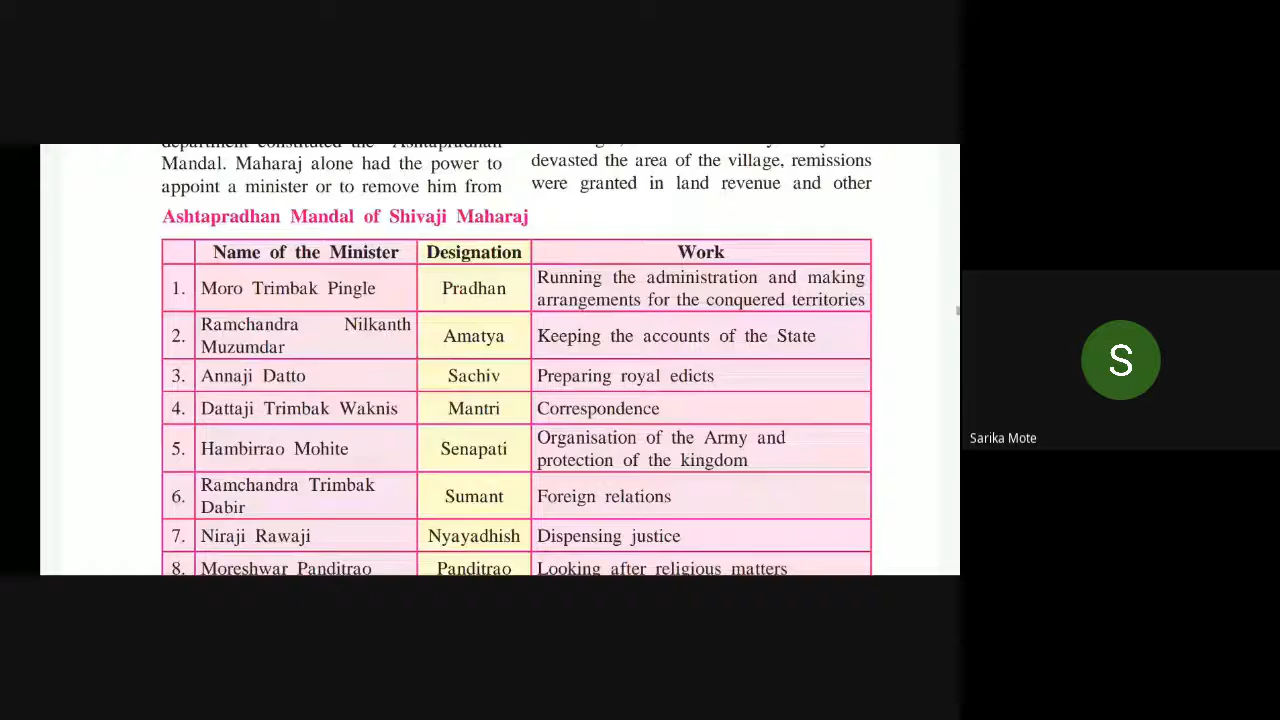 department constituted the 'Ashtapradhan
Mandal. Maharaj alone had the power to
appoint a minister or to remove him from
devasted the area of the village, remissions
were granted in land revenue and other
Ashtapradhan Mandal of Shivaji Maharaj
Name of the Minister Designation Work
1. Moro Trimbak Pingle Pradhan Running the administration and making
arrangements for the conquered territories
2. Ramchandra Nilkanth
Muzumdar Amatya Keeping the accounts of the State
3. Annaji Datto Sachiv Preparing royal edicts
4. Dattaji Trimbak Waknis Mantri Correspondence
5. Hambirrao Mohite Senapati Organisation of the Army and
protection of the kingdom
6. Ramchandra Trimbak
Dabir Sumant Foreign relations
7. Niraji Rawaji Nyayadhish Dispensing justice
8. Moreshwar Panditrao Panditrao Looking after religious matters
S
Sarika Mote